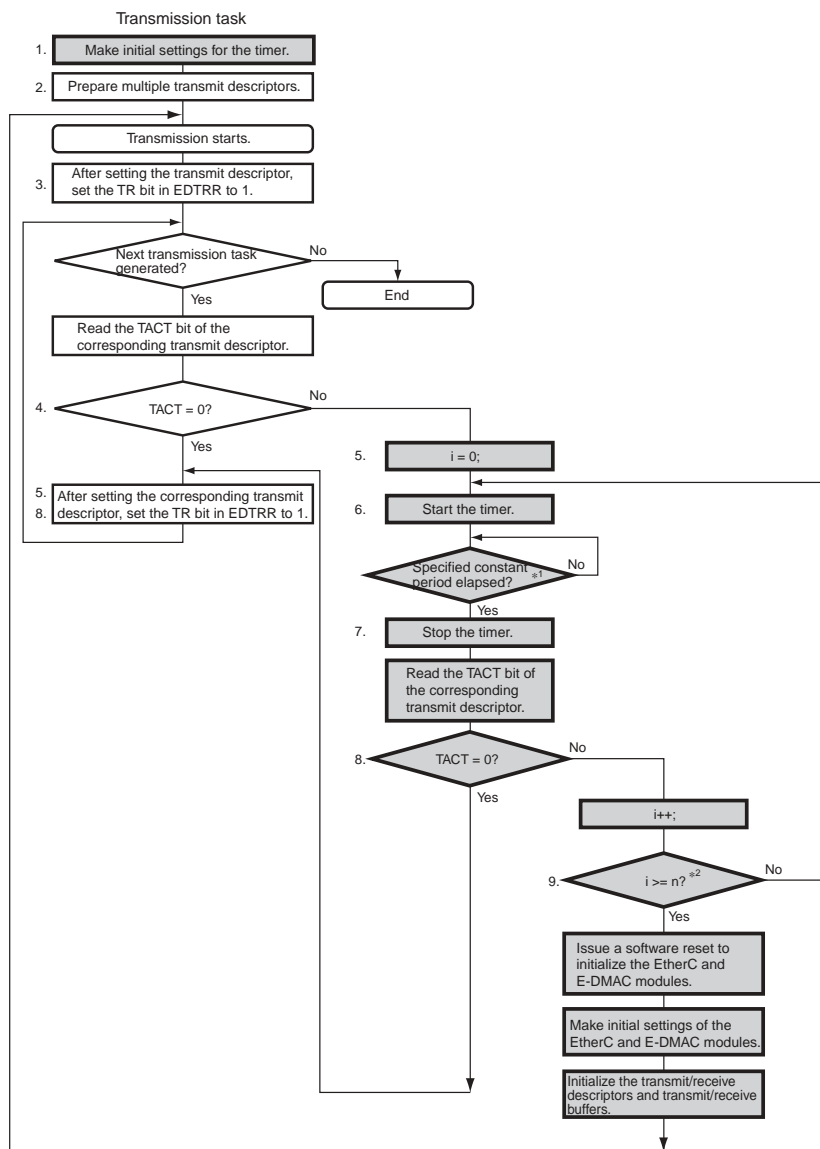 Transmission task
1. Make initial settings for the timer.
2. Prepare multiple transmit descriptors.
Transmission starts.
3. After setting the transmit descriptor,
set the TR bit in EDTRR to 1.
Next transmission task
generated?
No
End
Yes
Read the TACT bit of the
corresponding transmit descriptor.
4. TACT = 0?
No
Yes
5. After setting the corresponding transmit
8. descriptor, set the TR bit in EDTRR to 1.
5. i = 0;
6. Start the timer.
Specified constant
period elapsed? *1
No
Yes
7. Stop the timer.
Read the TACT bit of
the corresponding
transmit descriptor.
8. TACT = 0?
No
Yes
i++;
9. i >= n? *2
No
Yes
Issue a software reset to
initialize the EtherC and
E-DMAC modules.
Make initial settings of the
EtherC and E-DMAC modules.
Initialize the transmit/receive
descriptors and transmit/receive
buffers.